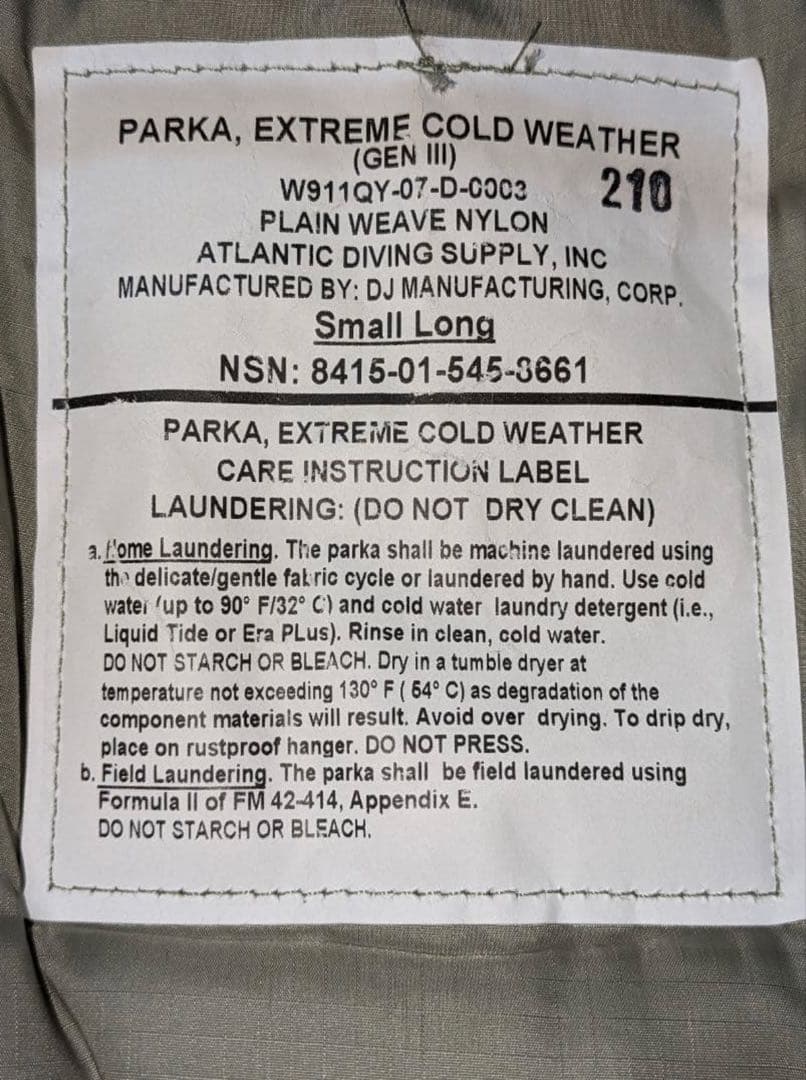 PARKA, EXTREME COLD WEATHER
(GEN III)
W911QY-07-D-0003
210
PLAIN WEAVE NYLON
ATLANTIC DIVING SUPPLY, INC
MANUFACTURED BY: DJ MANUFACTURING, CORP.
Small Long
NSN: 8415-01-545-8661
PARKA, EXTREME COLD WEATHER
CARE INSTRUCTION LABEL
LAUNDERING: (DO NOT DRY CLEAN)
a. Home Laundering. The parka shall be machine laundered using
the delicate/gentle fabric cycle or laundered by hand. Use cold
water (up to 90° F/32° C) and cold water laundry detergent (i.e.,
Liquid Tide or Era PLus). Rinse in clean, cold water.
DO NOT STARCH OR BLEACH. Dry in a tumble dryer at
temperature not exceeding 130° F ( 54° C) as degradation of the
component materials will result. Avoid over drying. To drip dry,
place on rustproof hanger. DO NOT PRESS.
b. Field Laundering. The parka shall be field laundered using
Formula II of FM 42-414, Appendix E.
DO NOT STARCH OR BLEACH.